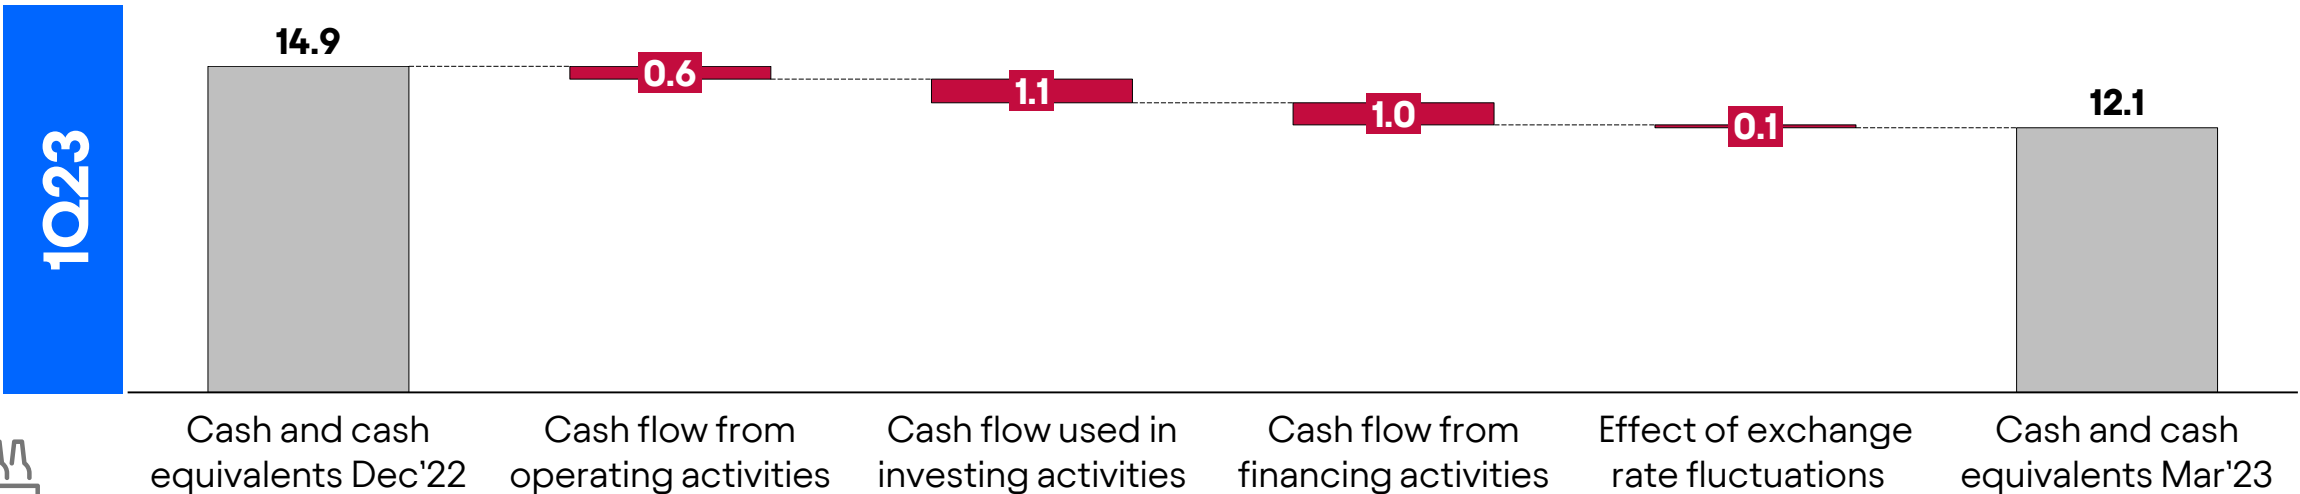 1Q23
14.9
0.6
1.1
1.0
0.1
12.1
Cash and cash
equivalents Dec’22
Cash flow from
operating activities
Cash flow used in
investing activities
Cash flow from
financing activities
Effect of exchange
rate fluctuations
Cash and cash
equivalents Mar’23